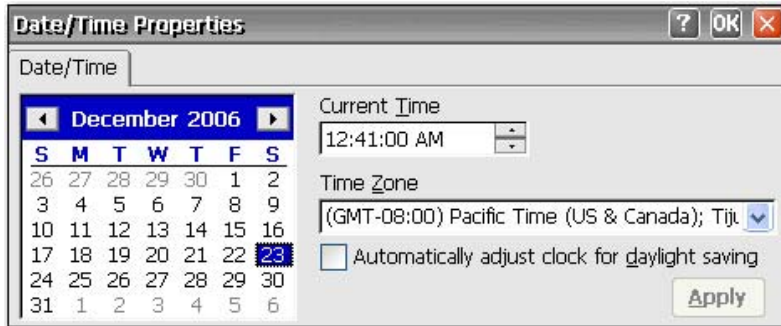 Date/Time Properties ? OK X
Date/Time
December 2006
S M T W T F S
26 27 28 29 30 1 2
3 4 5 6 7 8 9
10 11 12 13 14 15 16
17 18 19 20 21 22 23
24 25 26 27 28 29 30
31 1 2 3 4 5 6
Current Time
12:41:00 AM
Time Zone
(GMT-08:00) Pacific Time (US & Canada); Tiju
Automatically adjust clock for daylight saving
Apply